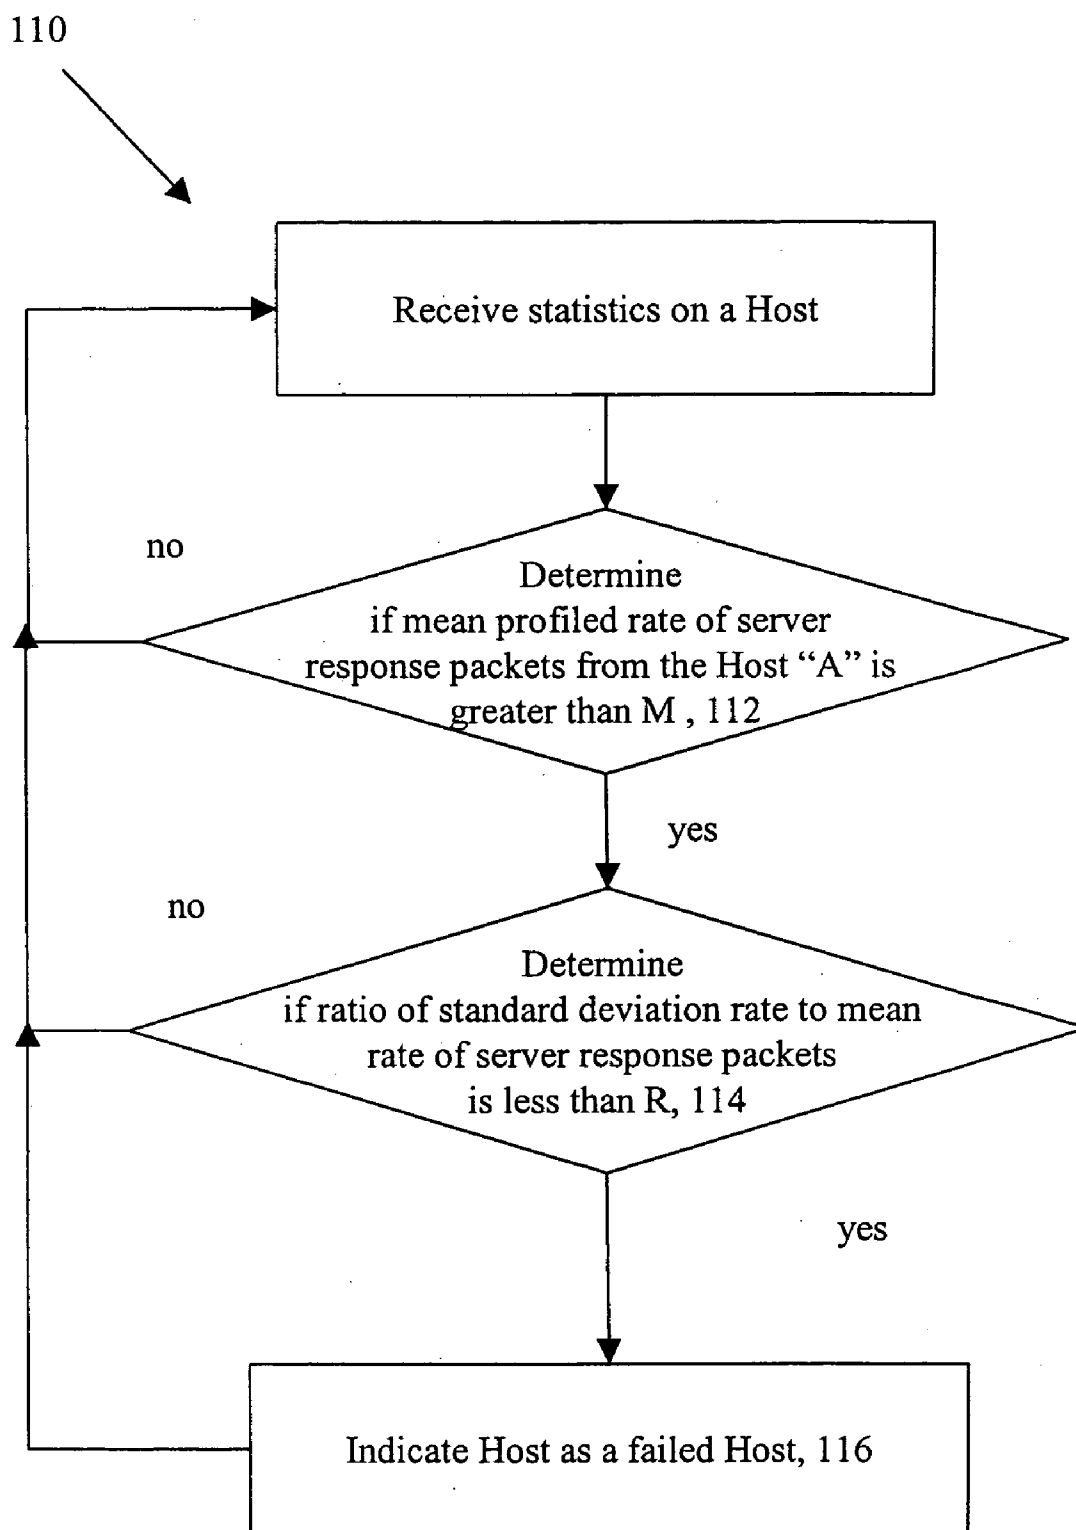 110
Receive statistics on a Host
no
Determine
if mean profiled rate of server
response packets from the Host “A” is
greater than M , 112
yes
no
Determine
if ratio of standard deviation rate to mean
rate of server response packets
is less than R, 114
yes
Indicate Host as a failed Host, 116